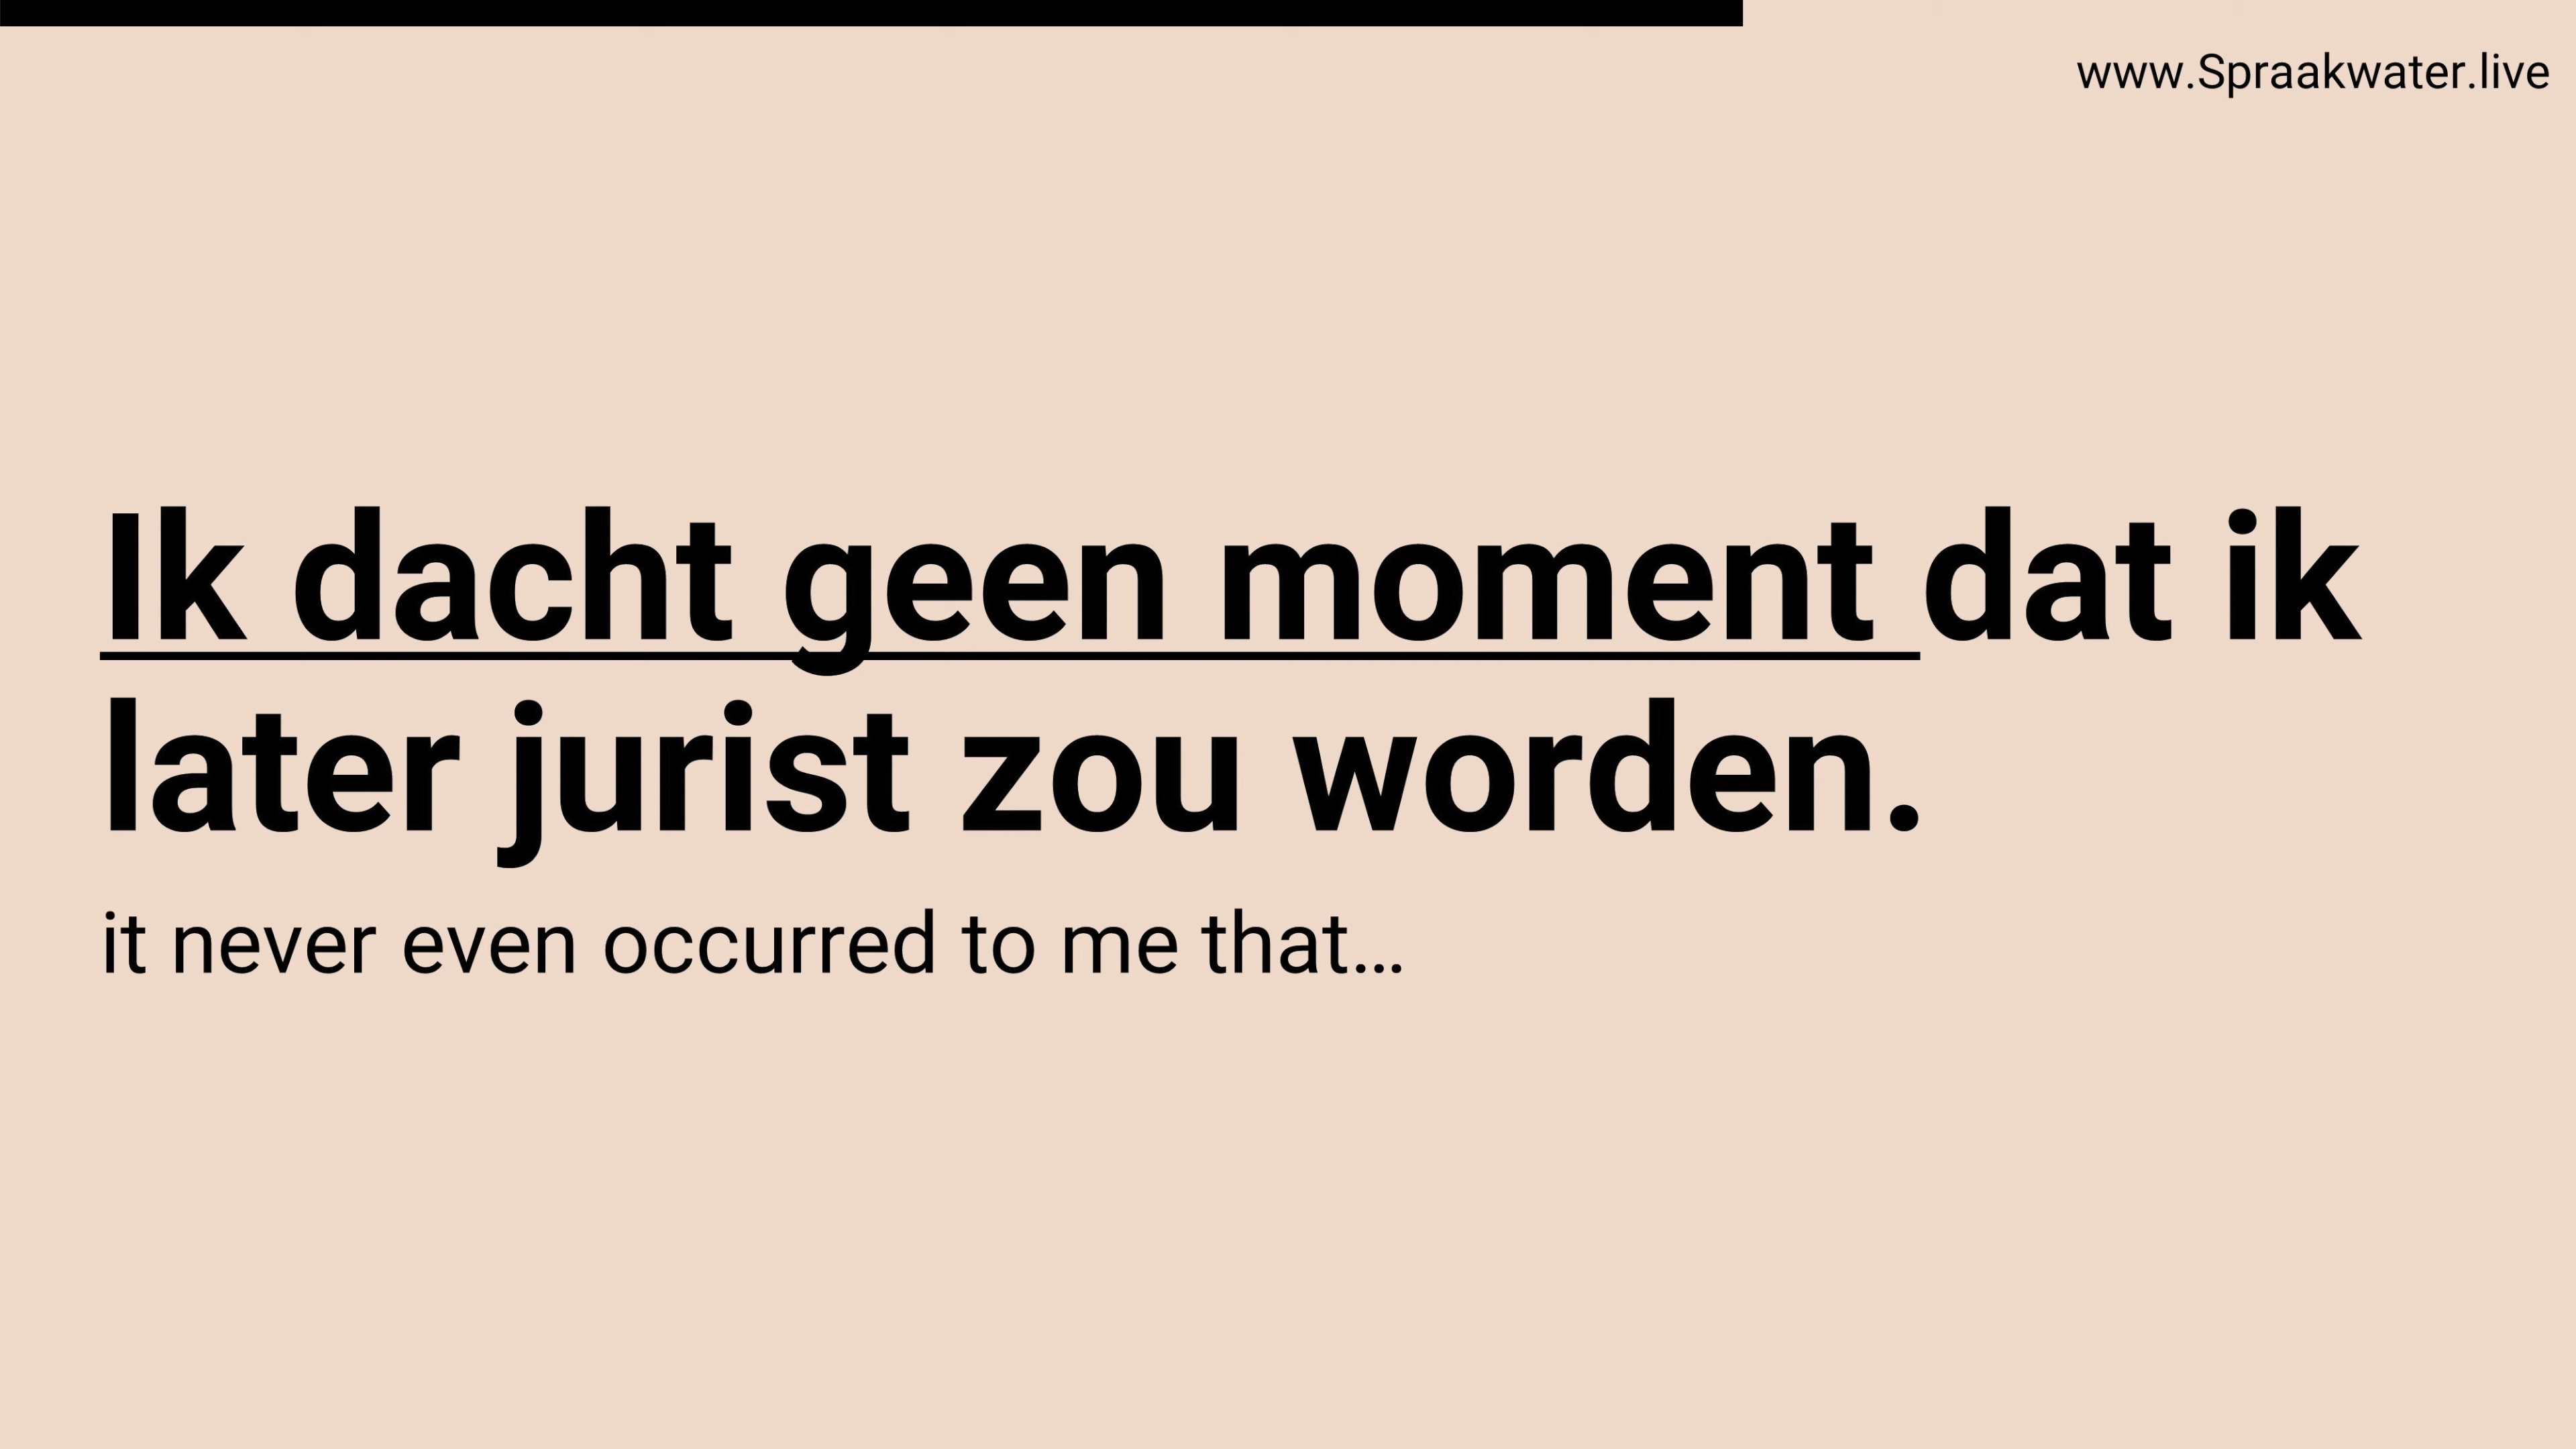 www.Spraakwater.live
Ik dacht geen moment dat ik
later jurist zou worden.
it never even occurred to me that...